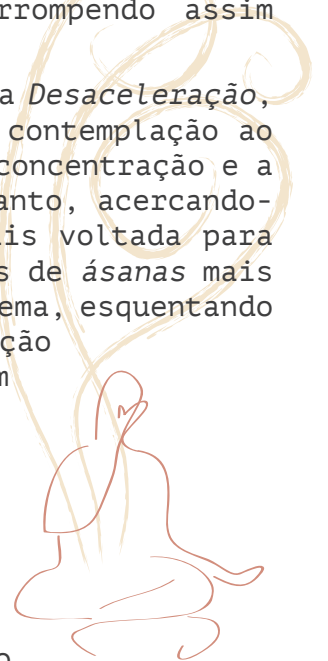 rrompendo assim
a Desaceleração,
contemplação ao
concentração e a
anto, acercando-
is voltada para
s de ásanas mais
ema, esquentando
ção